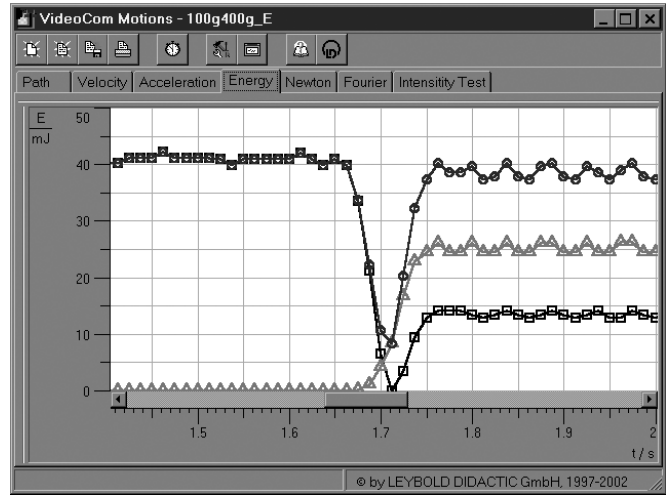 VideoCom Motions - 100g400g_E
Path Velocity Acceleration Energy Newton Fourier Intensitity Test
E
mJ
50
40
30
20
10
0
1.5 1.6 1.7 1.8 1.9 2
t / s
© by LEYBOLD DIDACTIC GmbH, 1997-2002